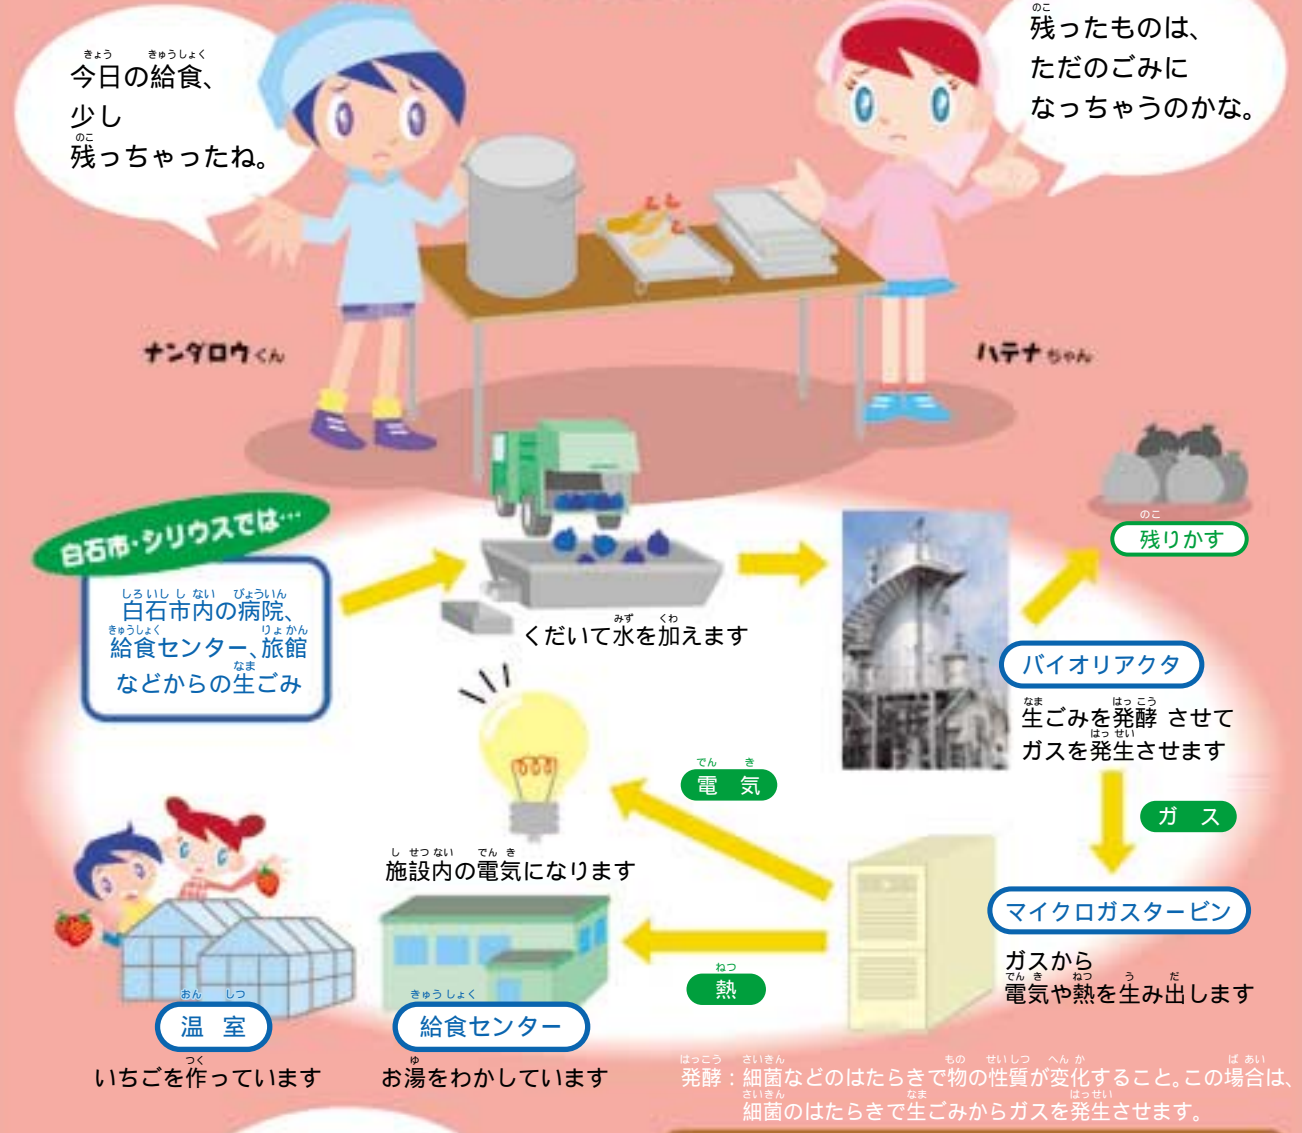 今日の給食、
少し
残っちゃったね。
残ったものは、
ただのごみに
なっちゃうのかな。
ナンダロウくん
ハテナちゃん
白石市・シリウスでは…
白石市内の病院、
給食センター、旅館
などからの生ごみ
くだいて水を加えます
残りかす
バイオリアクタ
生ごみを発酵 させて
ガスを発生させます
ガス
マイクロガスタービン
ガスから
電気や熱を生み出します
電気
施設内の電気になります
熱
給食センター
お湯をわかしています
温室
いちごを作っています
発酵：細菌などのはたらきで物の性質が変化すること。この場合は、
細菌のはたらきで生ごみからガスを発生させます。